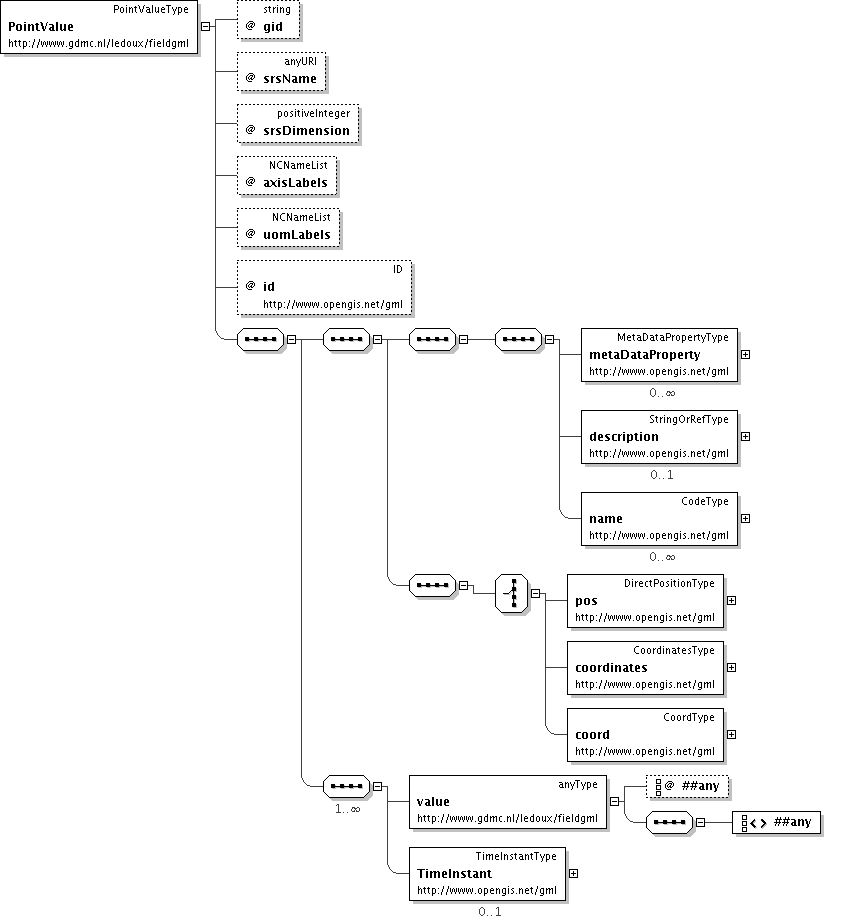 PointValueType
PointValue
http://www.gdmc.nl/ledoux/fieldgml
string
@ gid
anyURI
@ srsName
positiveInteger
@ srsDimension
NCNameList
@ axisLabels
NCNameList
@ uomLabels
ID
@ id
http://www.opengis.net/gml
MetaDataPropertyType
metaDataProperty
http://www.opengis.net/gml
0..∞
StringOrRefType
description
http://www.opengis.net/gml
0..1
CodeType
name
http://www.opengis.net/gml
0..∞
DirectPositionType
pos
http://www.opengis.net/gml
CoordinatesType
coordinates
http://www.opengis.net/gml
CoordType
coord
http://www.opengis.net/gml
1..∞
anyType
value
http://www.gdmc.nl/ledoux/fieldgml
@ ##any
<> ##any
TimeInstantType
TimeInstant
http://www.opengis.net/gml
0..1